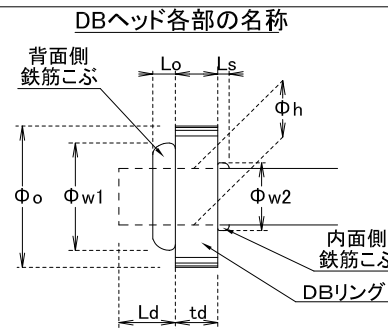 DBヘッド各部の名称
背面側
鉄筋こぶ
Lo
Ls
Φh
Φo
Φw1
Φw2
内面側
鉄筋こぶ
DBリング
Ld
td